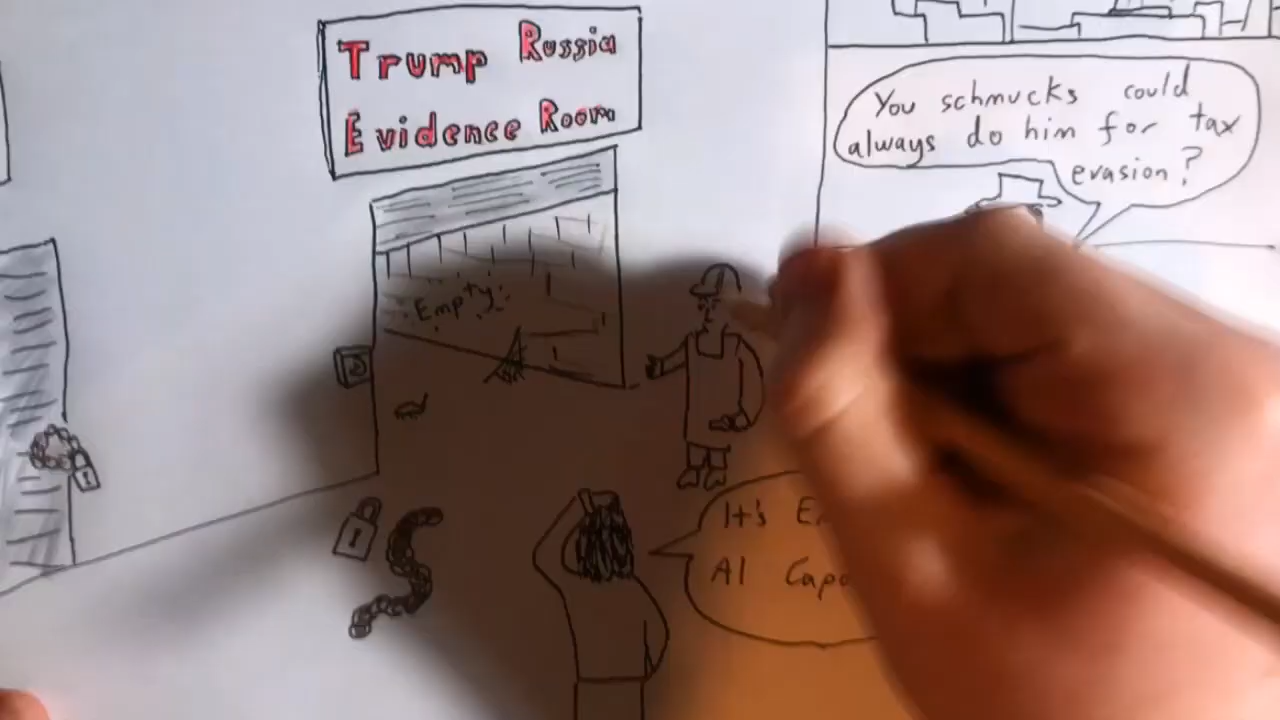 Trump Russia
Evidence Room
You schmucks could
always do him for tax
evasion?
Empty
It's
Al